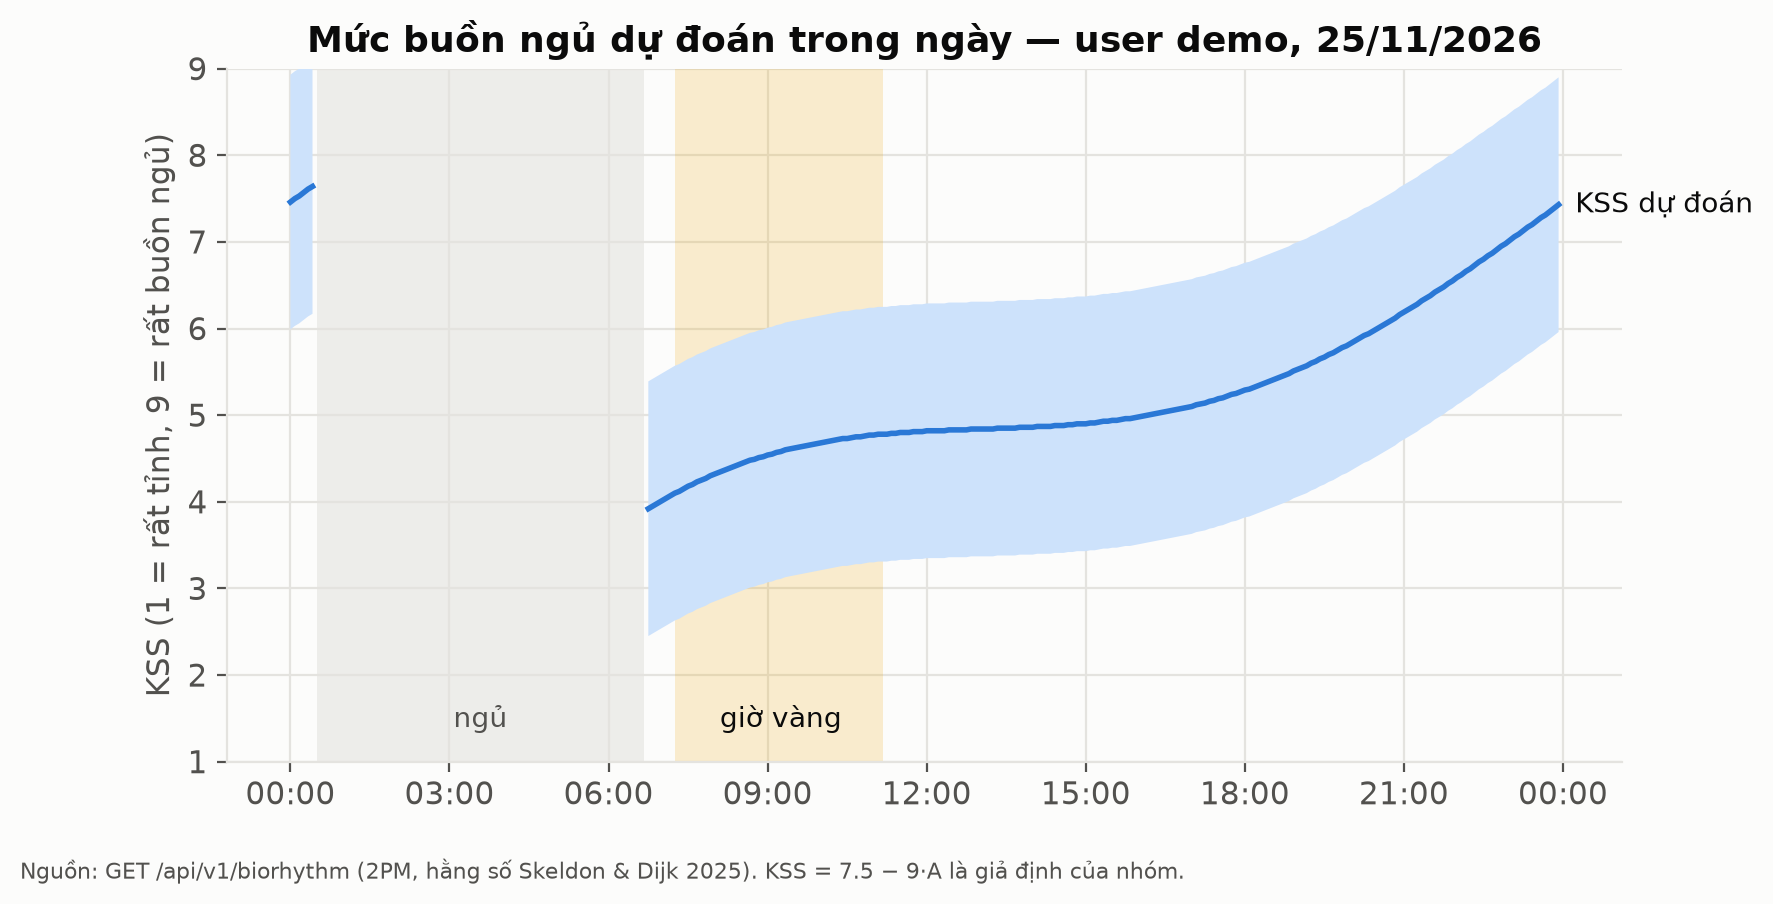 Mức buồn ngủ dự đoán trong ngày — user demo, 25/11/2026
KSS (1 = rất tỉnh, 9 = rất buồn ngủ)
9
8
7
6
5
4
3
2
1
KSS dự đoán
ngủ
giờ vàng
00:00 03:00 06:00 09:00 12:00 15:00 18:00 21:00 00:00
Nguồn: GET /api/v1/biorhythm (2PM, hằng số Skeldon & Dijk 2025). KSS = 7.5 − 9·A là giả định của nhóm.